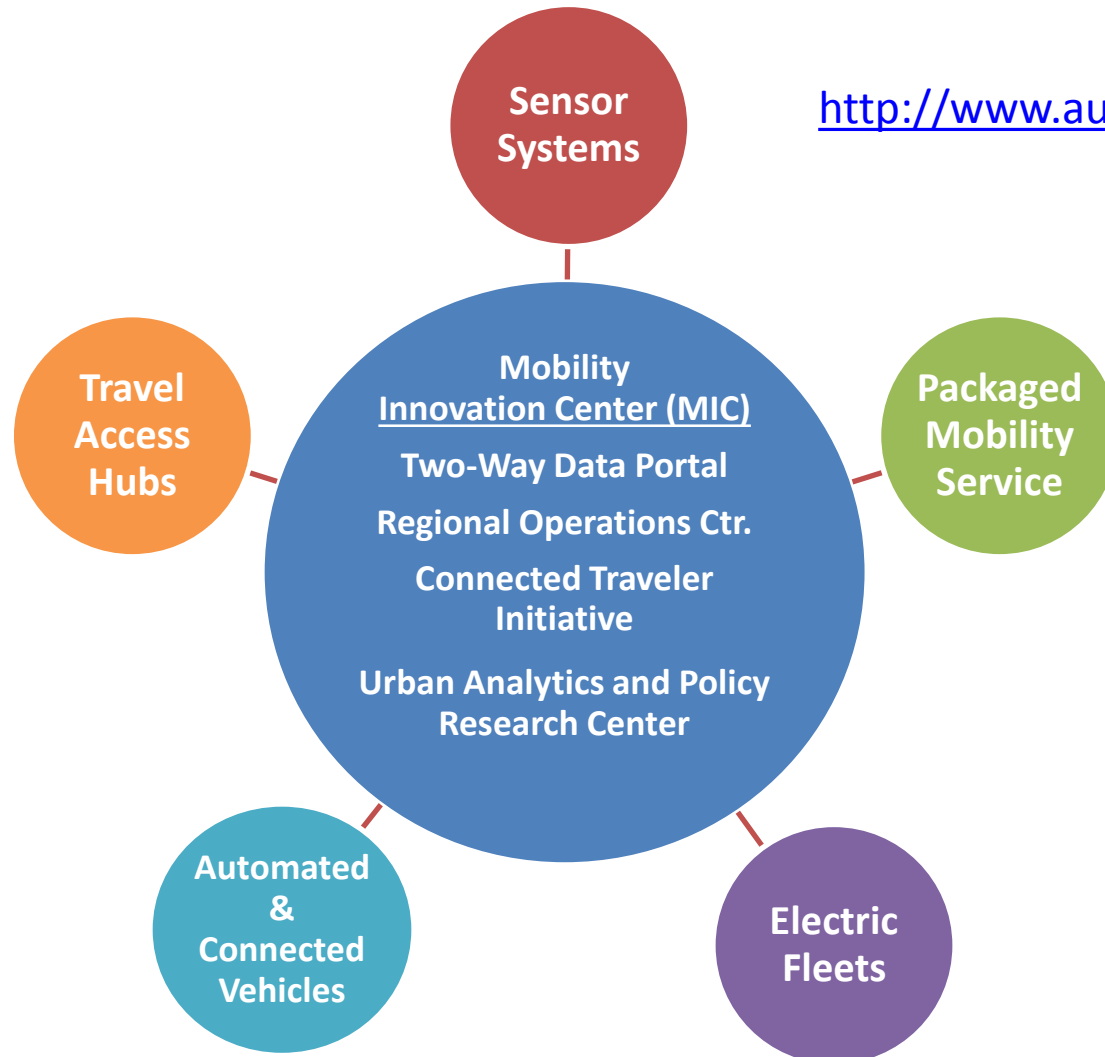 Sensor
Systems
http://www.au
Travel
Access
Hubs
Mobility
Innovation Center (MIC)
Two-Way Data Portal
Regional Operations Ctr.
Connected Traveler
Initiative
Urban Analytics and Policy
Research Center
Packaged
Mobility
Service
Automated
&
Connected
Vehicles
Electric
Fleets